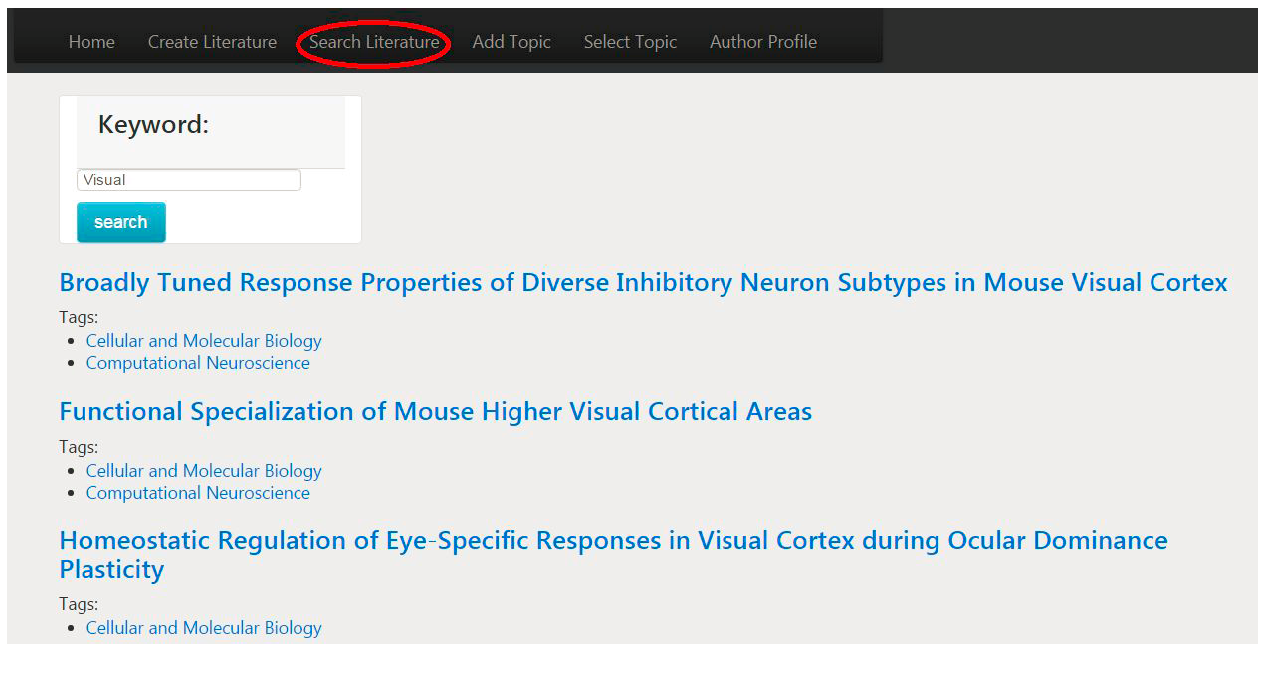 Home Create Literature Search Literature Add Topic Select Topic Author Profile
Keyword:
Visual
search
Broadly Tuned Response Properties of Diverse Inhibitory Neuron Subtypes in Mouse Visual Cortex
Tags:
Cellular and Molecular Biology
Computational Neuroscience
Functional Specialization of Mouse Higher Visual Cortical Areas
Tags:
Cellular and Molecular Biology
Computational Neuroscience
Homeostatic Regulation of Eye-Specific Responses in Visual Cortex during Ocular Dominance
Plasticity
Tags:
Cellular and Molecular Biology